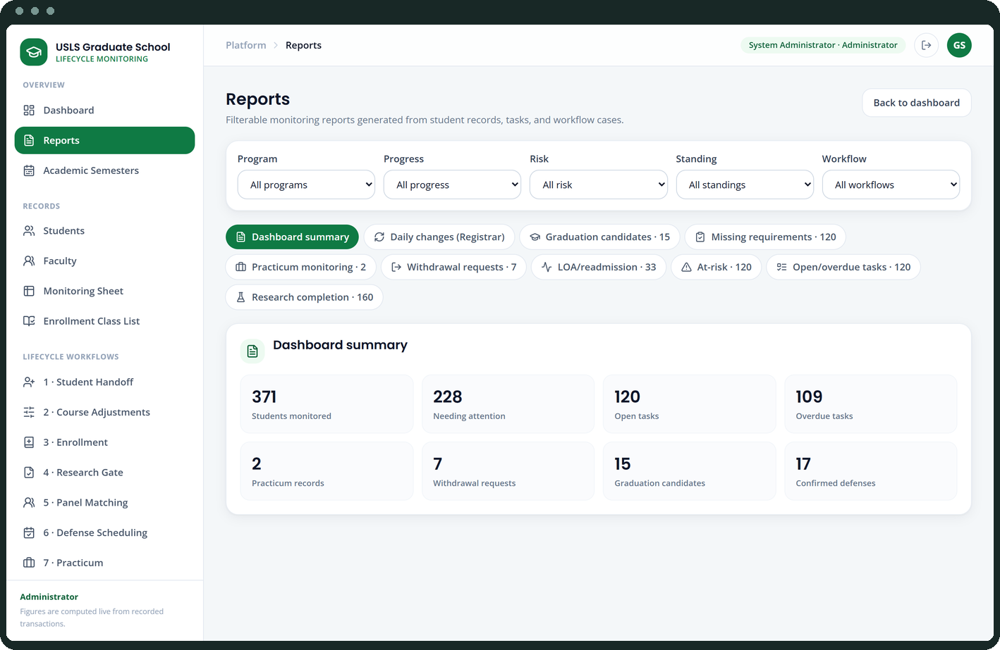 USLS Graduate School
LIFECYCLE MONITORING
OVERVIEW
Dashboard
Reports
Academic Semesters
RECORDS
Students
Faculty
Monitoring Sheet
Enrollment Class List
LIFECYCLE WORKFLOWS
1 · Student Handoff
2 · Course Adjustments
3 · Enrollment
4 · Research Gate
5 · Panel Matching
6 · Defense Scheduling
7 · Practicum
Administrator
Figures are computed live from recorded
transactions.
Platform > Reports
System Administrator · Administrator
GS
Reports
Filterable monitoring reports generated from student records, tasks, and workflow cases.
Back to dashboard
Program Progress Risk Standing Workflow
All programs All progress All risk All standings All workflows
Dashboard summary Daily changes (Registrar) Graduation candidates · 15 Missing requirements · 120
Practicum monitoring · 2 Withdrawal requests · 7 LOA/readmission · 33 At-risk · 120 Open/overdue tasks · 120
Research completion · 160
Dashboard summary
371 228 120 109
Students monitored Needing attention Open tasks Overdue tasks
2 7 15 17
Practicum records Withdrawal requests Graduation candidates Confirmed defenses